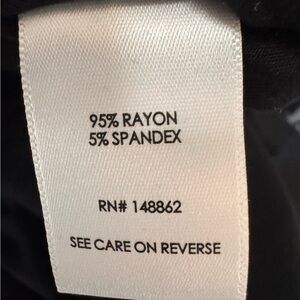 95% RAYON
5% SPANDEX
RN# 148862
SEE CARE ON REVERSE